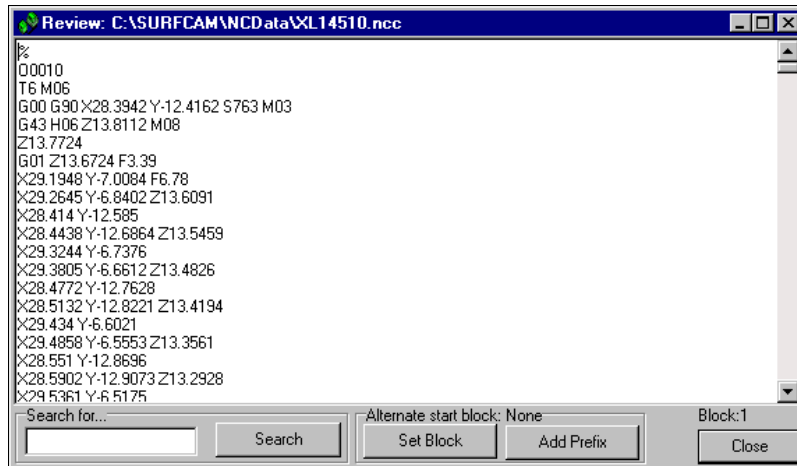 Review: C:\SURFCAM\NCData\XL14510.ncc
%
O0010
T6 M06
G00 G90 X28.3942 Y-12.4162 S763 M03
G43 H06 Z13.8112 M08
Z13.7724
G01 Z13.6724 F3.39
X29.1948 Y-7.0084 F6.78
X29.2645 Y-6.8402 Z13.6091
X28.414 Y-12.585
X28.4438 Y-12.6864 Z13.5459
X29.3244 Y-6.7376
X29.3805 Y-6.6612 Z13.4826
X28.4772 Y-12.7628
X28.5132 Y-12.8221 Z13.4194
X29.434 Y-6.6021
X29.4858 Y-6.5553 Z13.3561
X28.551 Y-12.8696
X28.5902 Y-12.9073 Z13.2928
X29.5361 Y-6.5175
Search for... Alternate start block: None Block:1
Search Set Block Add Prefix Close